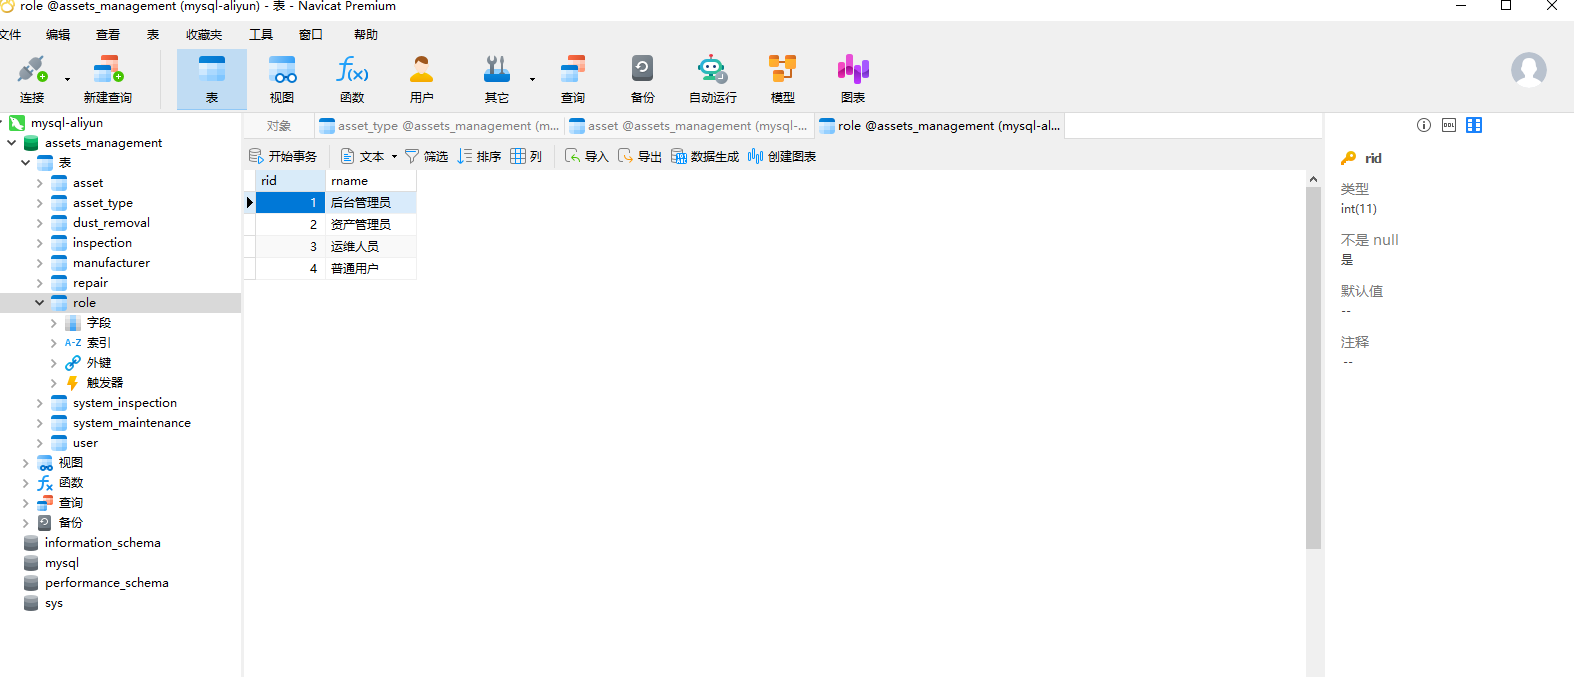 role @assets_management (mysql-aliyun) - 表 - Navicat Premium
文件 编辑 查看 表 收藏夹 工具 窗口 帮助
连接 新建查询 表 视图 函数 用户 其它 查询 备份 自动运行 模型 图表
mysql-aliyun
assets_management
表
asset
asset_type
dust_removal
inspection
manufacturer
repair
role
字段
A-Z 索引
外键
触发器
system_inspection
system_maintenance
user
视图
函数
查询
备份
information_schema
mysql
performance_schema
sys
对象 asset_type @assets_management (m... asset @assets_management (mysql-... role @assets_management (mysql-al...
开始事务 文本 筛选 排序 列 导入 导出 数据生成 创建图表
rid rname
1 后台管理员
2 资产管理员
3 运维人员
4 普通用户
DDL
rid
类型
int(11)
不是 null
是
默认值
--
注释
--